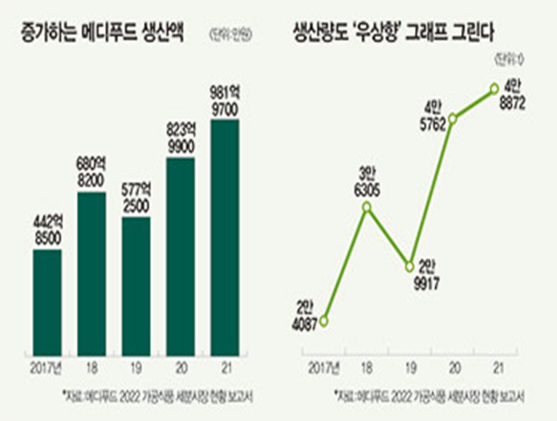 증가하는 메디푸드 생산액
(단위:만원)
981억
9700
823억
9900
680억
8200
577억
2500
442억
8500
2017년 18 19 20 21
*자료:메디푸드 2022 가공식품 세분시장 현황 보고서
생산량도 '우상향' 그래프 그린다
(단위:t)
4만
8872
4만
5762
3만
6305
2만
9917
2만
4087
2017년 18 19 20 21
*자료:메디푸드 2022 가공식품 세분시장 현황 보고서